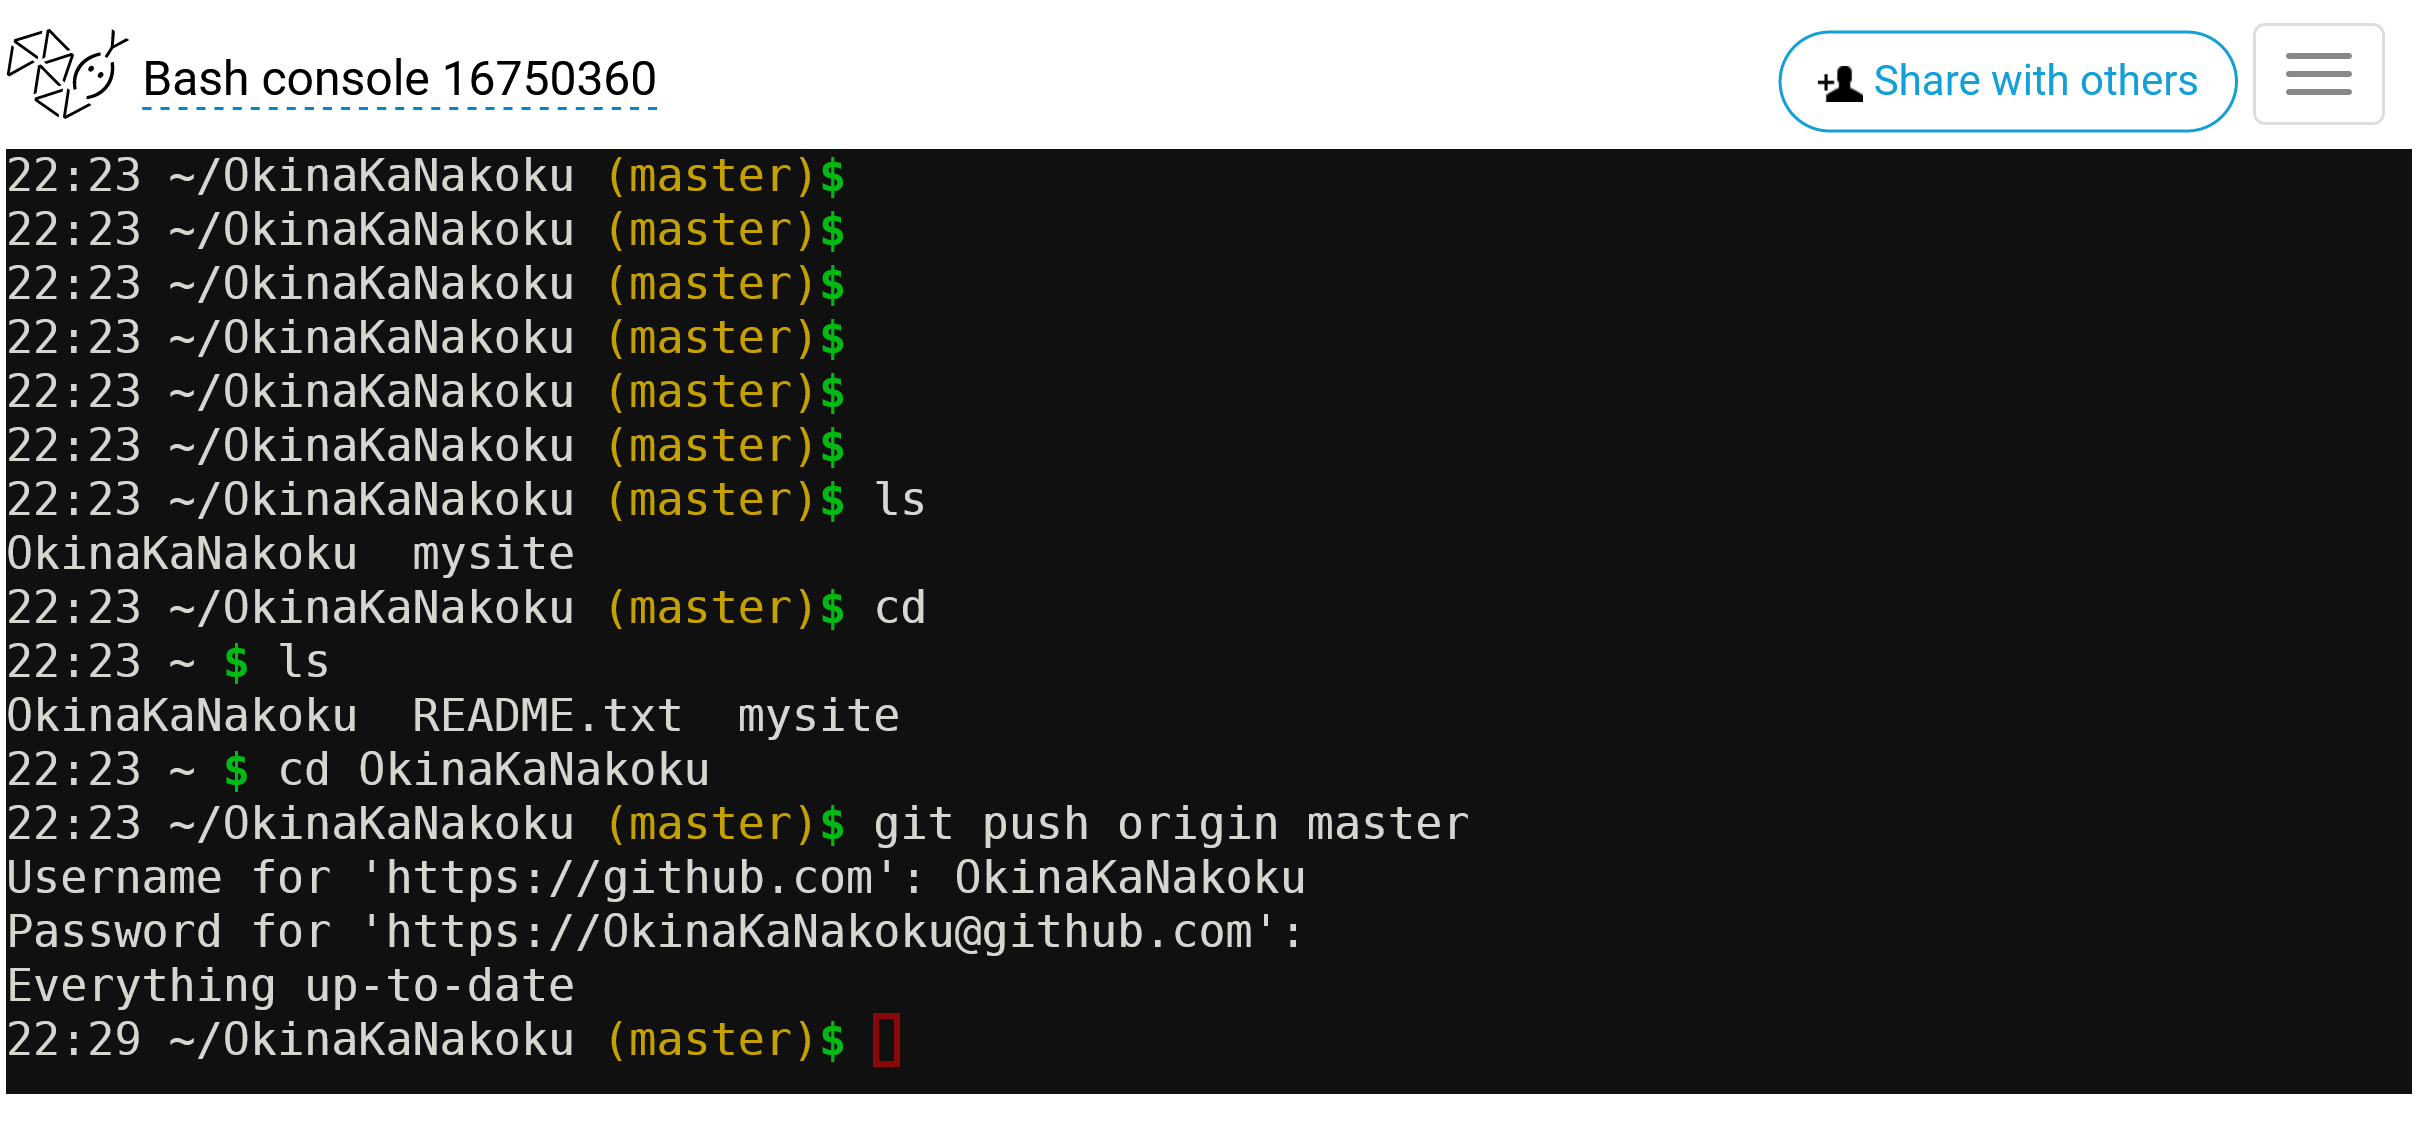 Bash console 16750360
Share with others
22:23 ~/OkinaKaNakoku (master)$
22:23 ~/OkinaKaNakoku (master)$
22:23 ~/OkinaKaNakoku (master)$
22:23 ~/OkinaKaNakoku (master)$
22:23 ~/OkinaKaNakoku (master)$
22:23 ~/OkinaKaNakoku (master)$
22:23 ~/OkinaKaNakoku (master)$ ls
OkinaKaNakoku  mysite
22:23 ~/OkinaKaNakoku (master)$ cd
22:23 ~ $ ls
OkinaKaNakoku  README.txt  mysite
22:23 ~ $ cd OkinaKaNakoku
22:23 ~/OkinaKaNakoku (master)$ git push origin master
Username for 'https://github.com': OkinaKaNakoku
Password for 'https://OkinaKaNakoku@github.com':
Everything up-to-date
22:29 ~/OkinaKaNakoku (master)$